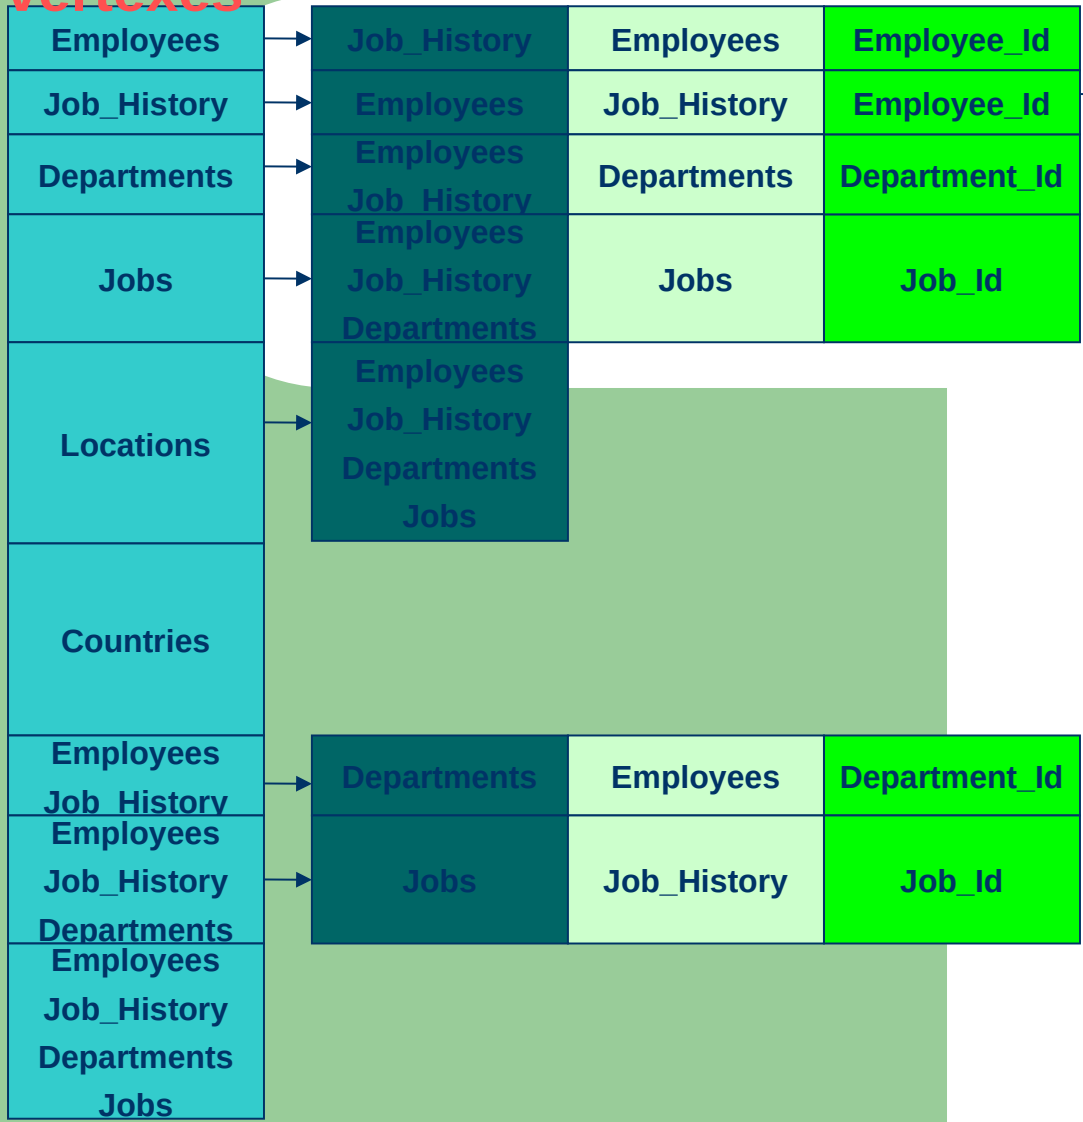 Vertexes
Employees Job_History Employees Employee_Id
Job_History Employees Job_History Employee_Id
Departments Employees Job_History Departments Department_Id
Jobs Employees Job_History Departments Jobs Job_Id
Locations Employees Job_History Departments Jobs
Countries
Employees Job_History Departments Employees Department_Id
Employees Job_History Departments Jobs Job_History Job_Id
Employees
Job_History
Departments
Jobs